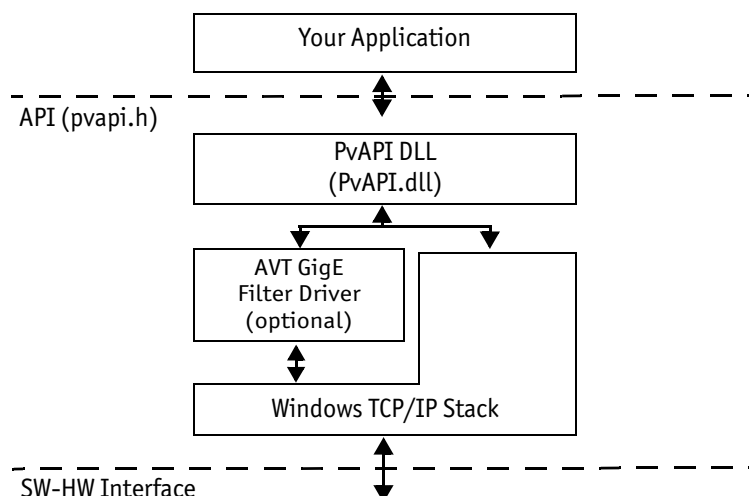 Your Application
API (pvapi.h)
PvAPI DLL
(PvAPI.dll)
AVT GigE
Filter Driver
(optional)
Windows TCP/IP Stack
SW-HW Interface